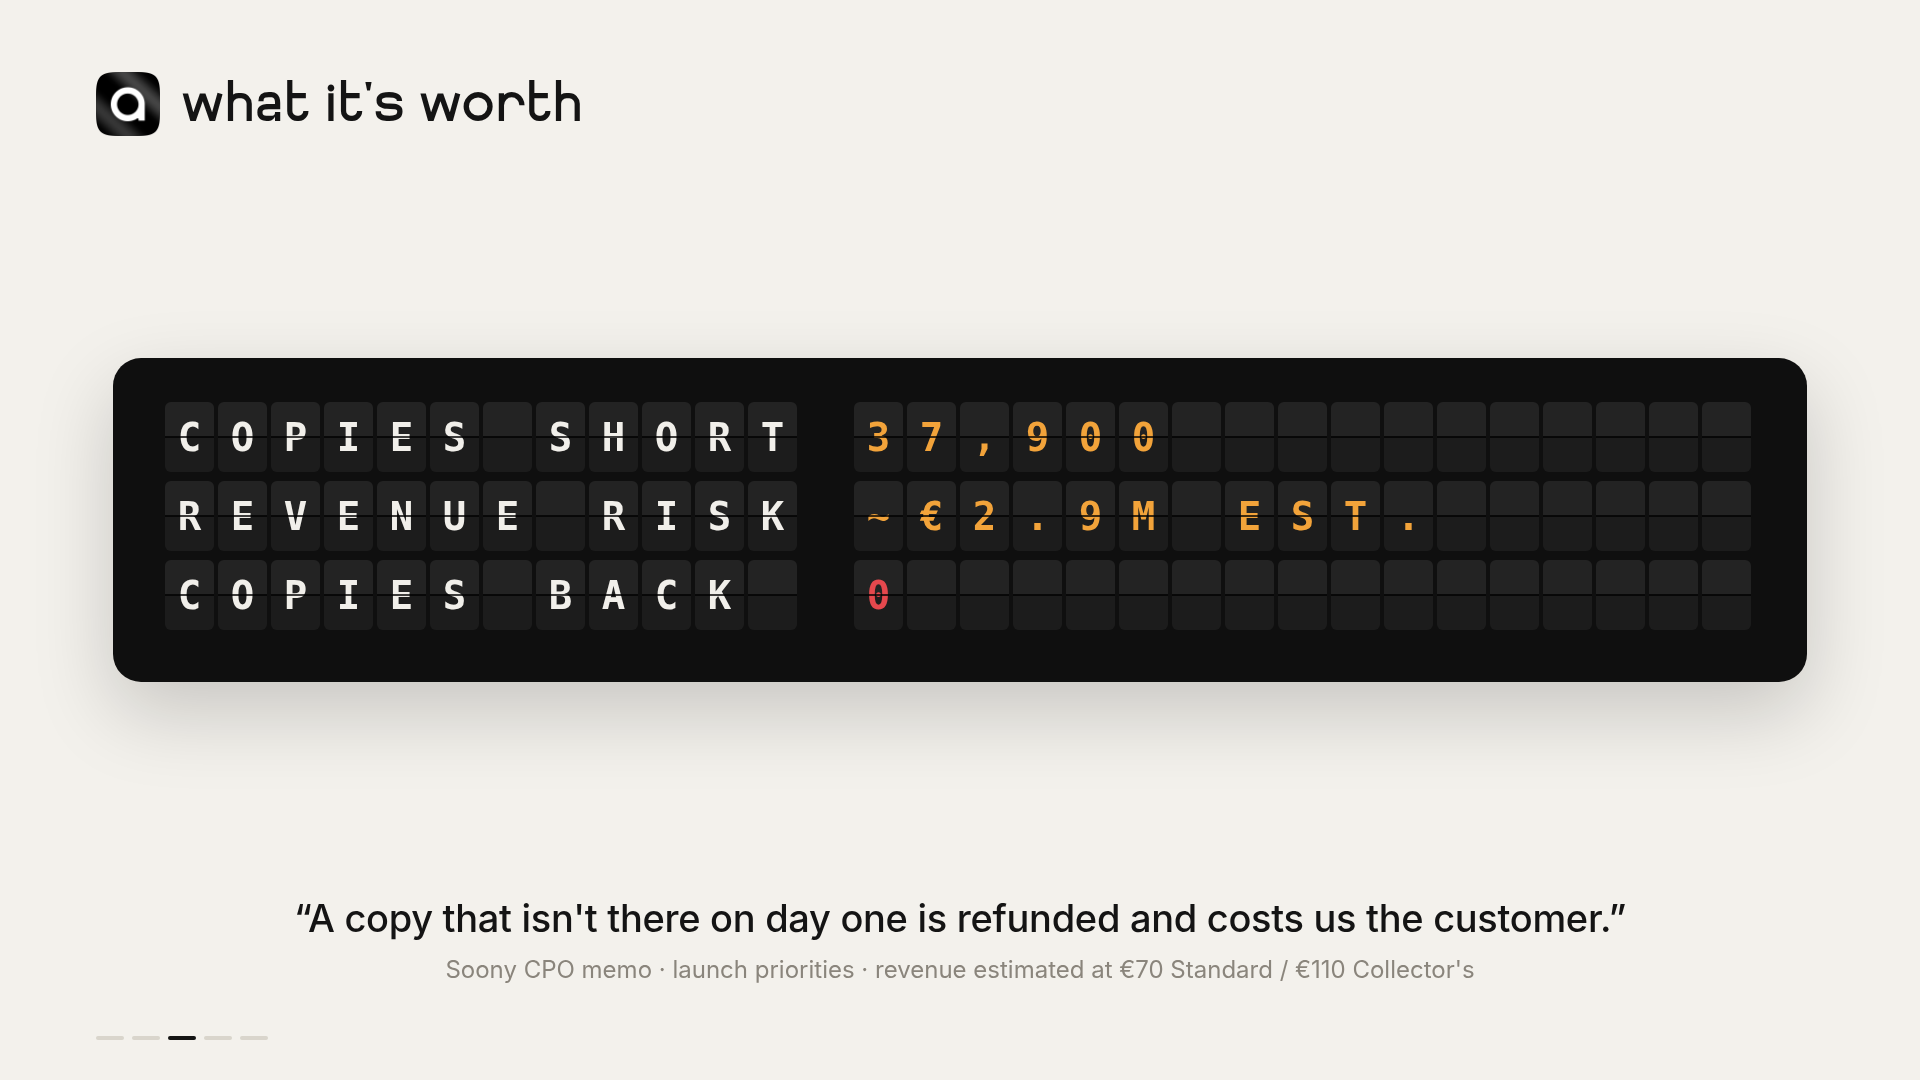 what it's worth
COPIES SHORT 37,900
REVENUE RISK ~€2.9M EST.
COPIES BACK 0
“A copy that isn't there on day one is refunded and costs us the customer.”
Soony CPO memo · launch priorities · revenue estimated at €70 Standard / €110 Collector's